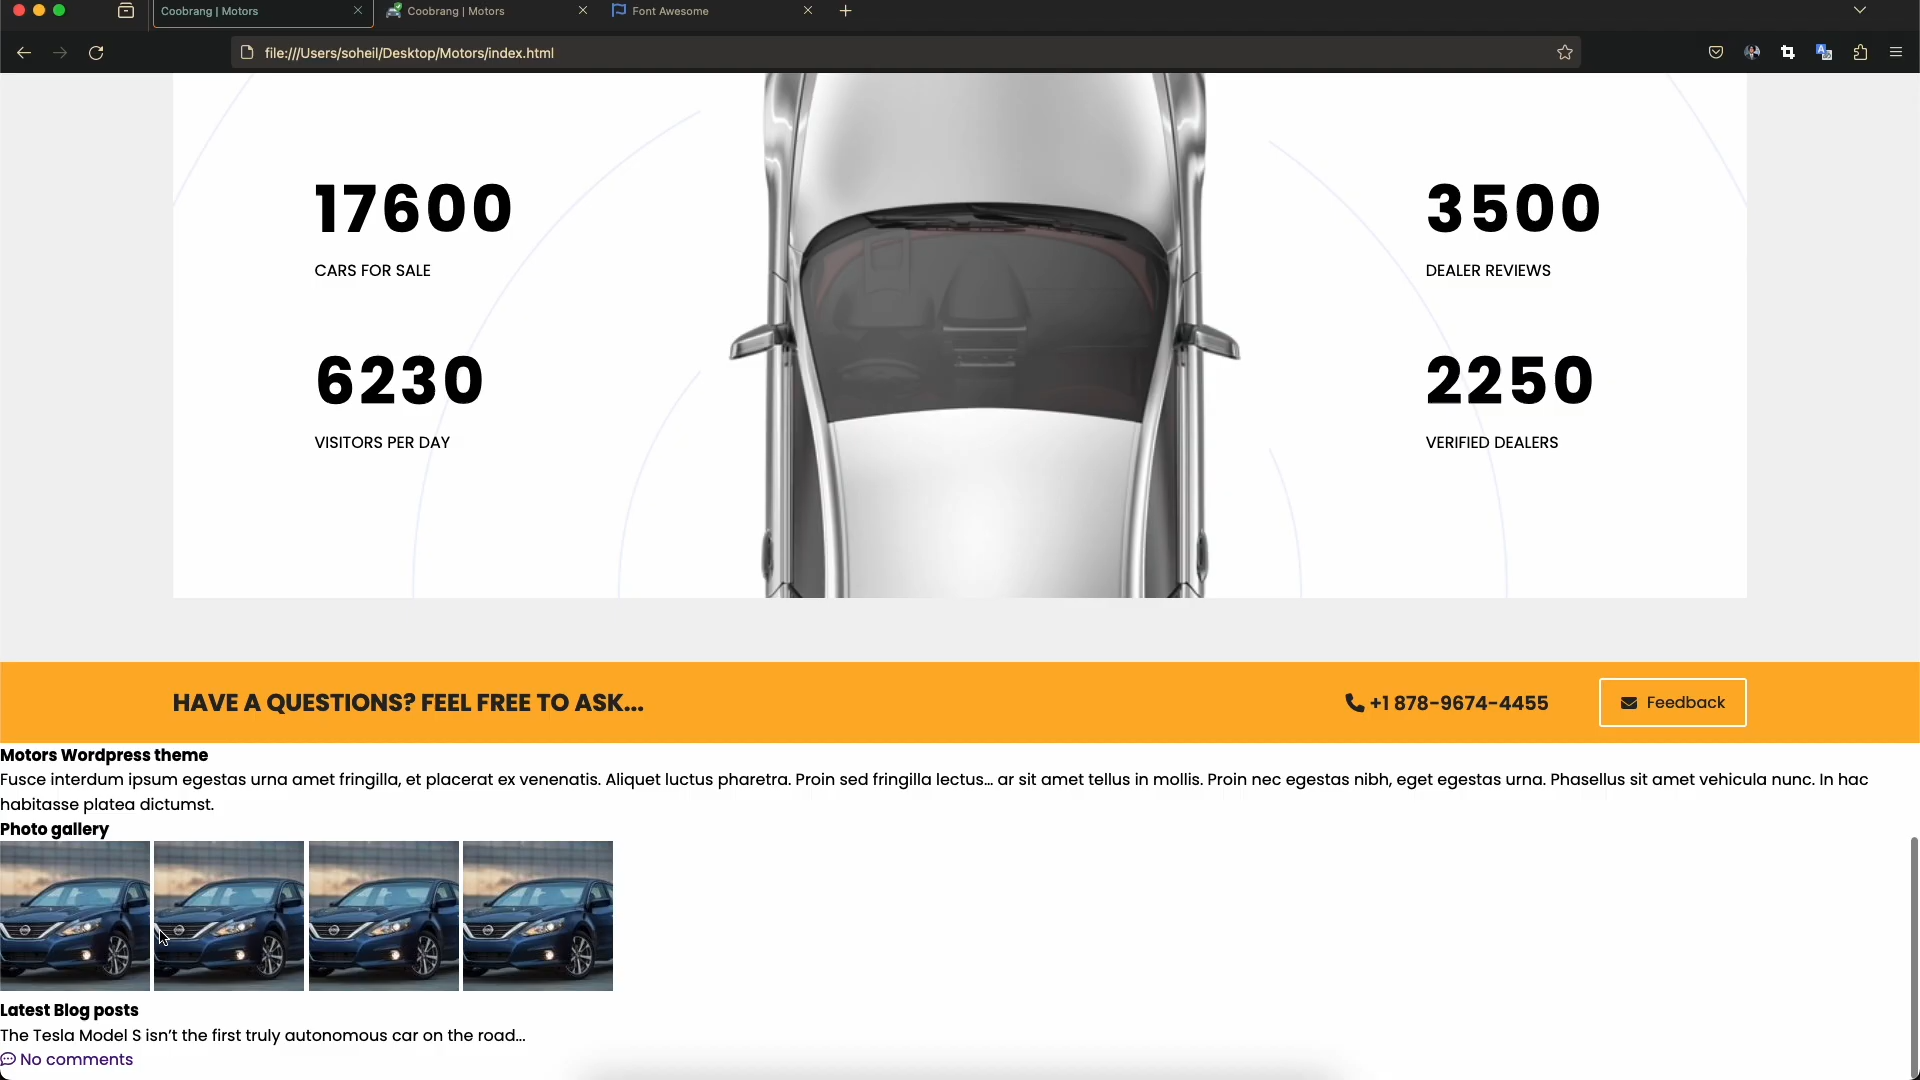 Coobrang | Motors
Coobrang | Motors
Font Awesome
file:///Users/soheil/Desktop/Motors/index.html
17600
CARS FOR SALE
3500
DEALER REVIEWS
6230
VISITORS PER DAY
2250
VERIFIED DEALERS
HAVE A QUESTIONS? FEEL FREE TO ASK...
+1 878-9674-4455
Feedback
Motors Wordpress theme
Fusce interdum ipsum egestas urna amet fringilla, et placerat ex venenatis. Aliquet luctus pharetra. Proin sed fringilla lectus... ar sit amet tellus in mollis. Proin nec egestas nibh, eget egestas urna. Phasellus sit amet vehicula nunc. In hac
habitasse platea dictumst.
Photo gallery
Latest Blog posts
The Tesla Model S isn't the first truly autonomous car on the road...
No comments